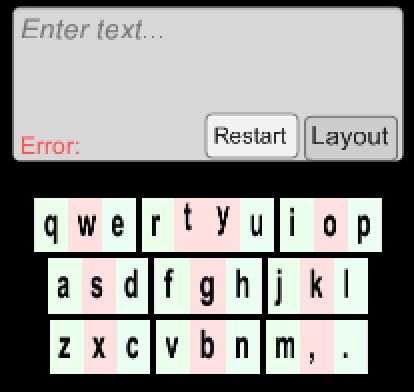 Enter text...
Error:
Restart
Layout
q w e r t y u i o p
a s d f g h j k l
z x c v b n m , .